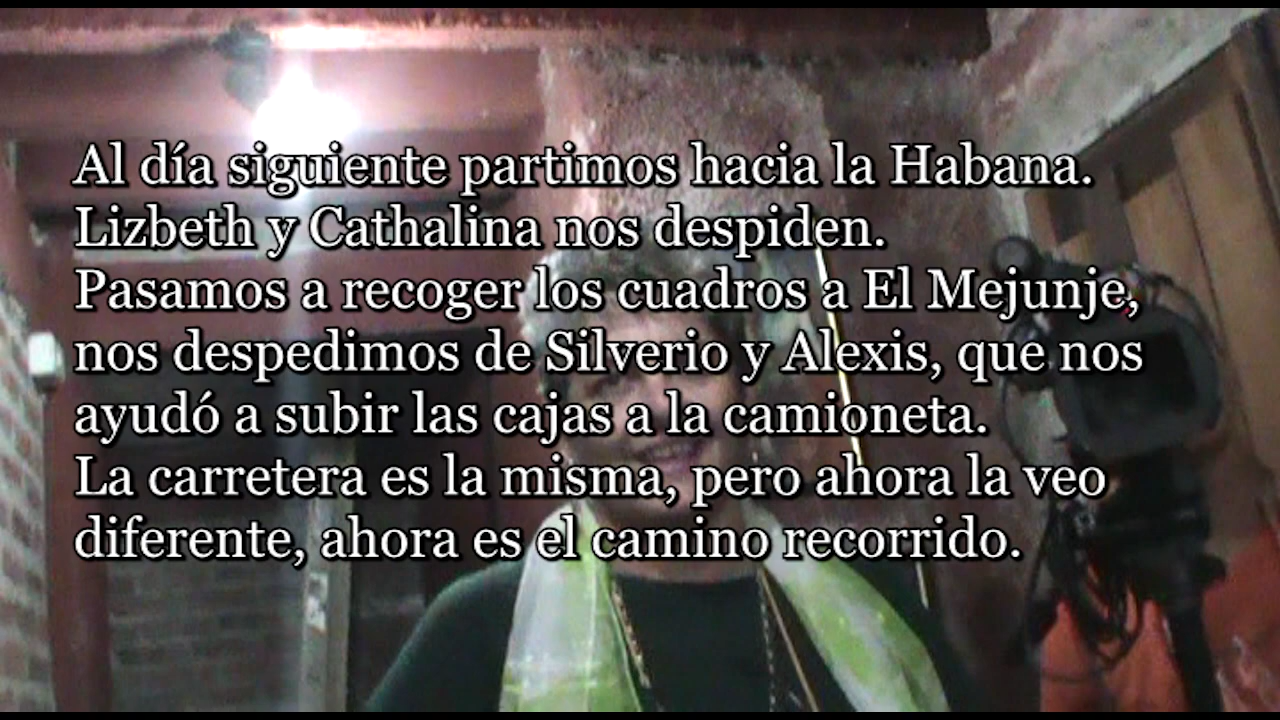 Al día siguiente partimos hacia la Habana.
Lizbeth y Cathalina nos despiden.
Pasamos a recoger los cuadros a El Mejunje,
nos despedimos de Silverio y Alexis, que nos
ayudó a subir las cajas a la camioneta.
La carretera es la misma, pero ahora la veo
diferente, ahora es el camino recorrido.